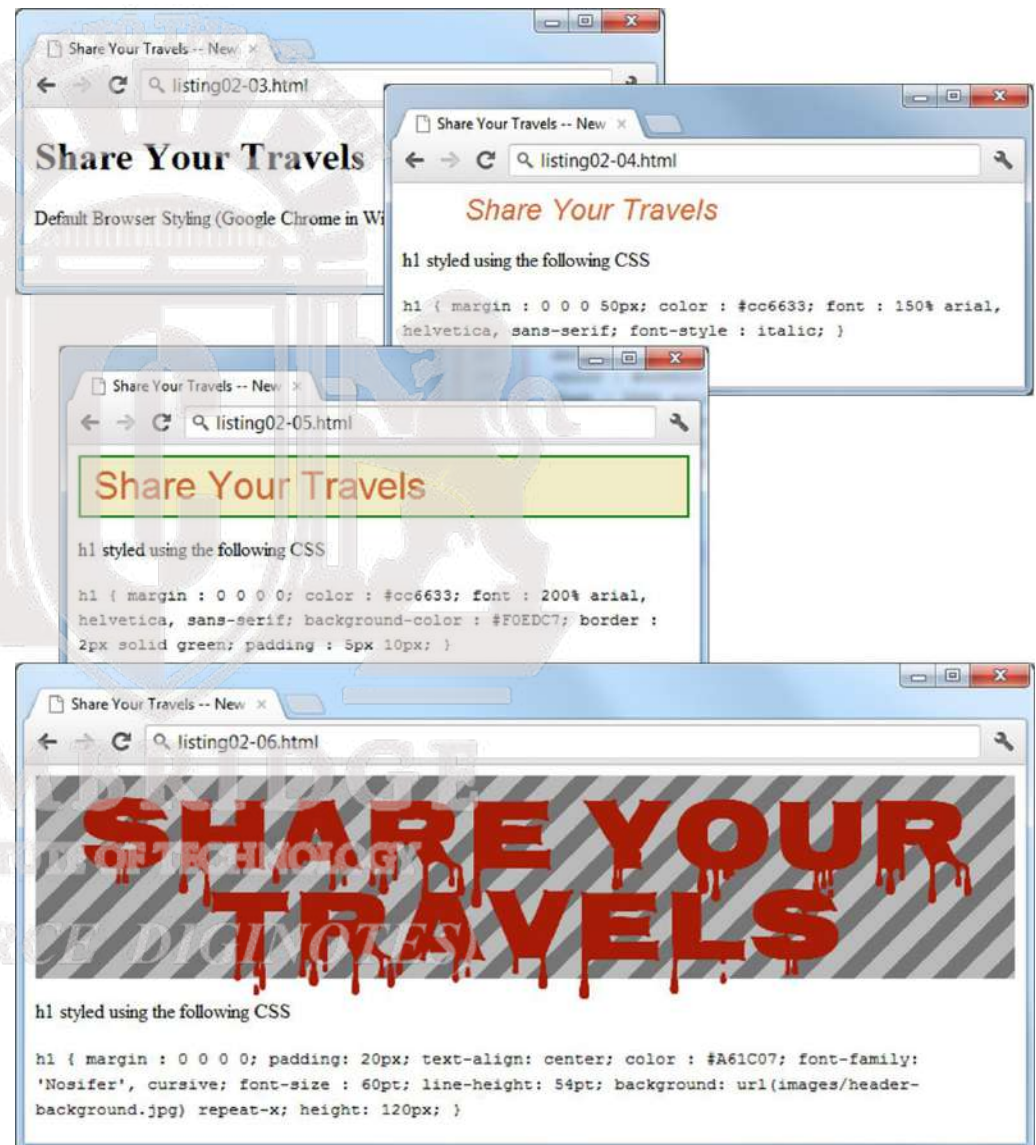 Share Your Travels -- New
listing02-03.html
Share Your Travels
Default Browser Styling (Google Chrome in Wi
Share Your Travels -- New
listing02-04.html
Share Your Travels
h1 styled using the following CSS
h1 { margin : 0 0 0 50px; color : #cc6633; font : 150% arial,
helvetica, sans-serif; font-style : italic; }
Share Your Travels -- New
listing02-05.html
Share Your Travels
h1 styled using the following CSS
h1 { margin : 0 0 0 0; color : #cc6633; font : 200% arial,
helvetica, sans-serif; background-color : #F0EDC7; border :
2px solid green; padding : 5px 10px; }
Share Your Travels -- New
listing02-06.html
SHARE YOUR
TRAVELS
h1 styled using the following CSS
h1 { margin : 0 0 0 0; padding: 20px; text-align: center; color : #A61C07; font-family:
'Nosifer', cursive; font-size : 60pt; line-height: 54pt; background: url(images/header-
background.jpg) repeat-x; height: 120px; }
OF TECHNOLOGY
DIGINOTES